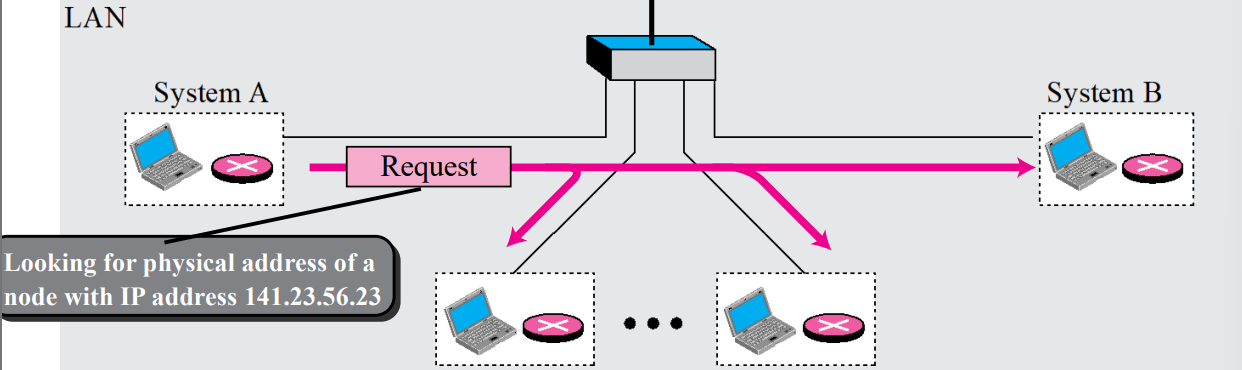 LAN
System A
System B
Request
Looking for physical address of a
node with IP address 141.23.56.23